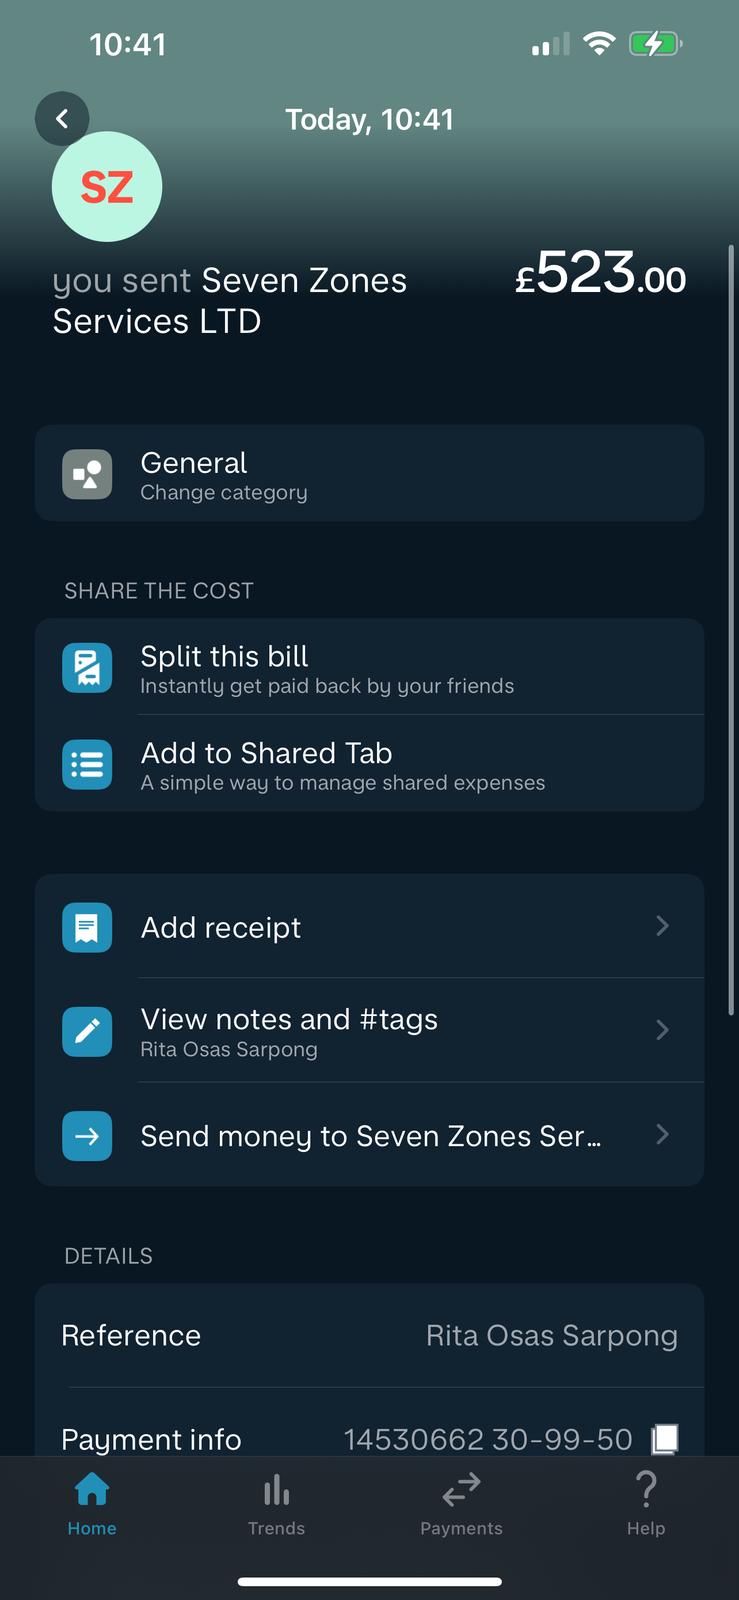 10:41
Today, 10:41
SZ
you sent Seven Zones
Services LTD
£523.00
General
Change category
SHARE THE COST
Split this bill
Instantly get paid back by your friends
Add to Shared Tab
A simple way to manage shared expenses
Add receipt
View notes and #tags
Rita Osas Sarpong
Send money to Seven Zones Ser...
DETAILS
Reference Rita Osas Sarpong
Payment info 14530662 30-99-50
Home Trends Payments Help